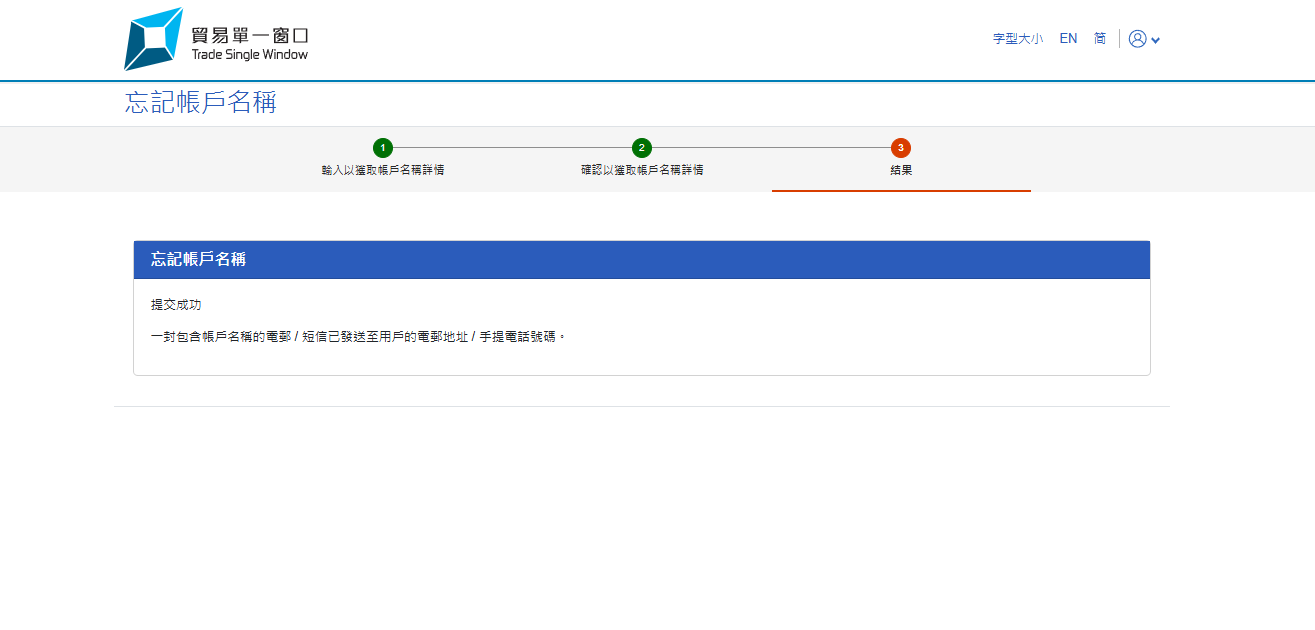 貿易單一窗口
Trade Single Window
字型大小 EN 简
忘記帳戶名稱
1 2 3
輸入以獲取帳戶名稱詳情 確認以獲取帳戶名稱詳情 結果
忘記帳戶名稱
提交成功
一封包含帳戶名稱的電郵 / 短信已發送至用戶的電郵地址 / 手提電話號碼。